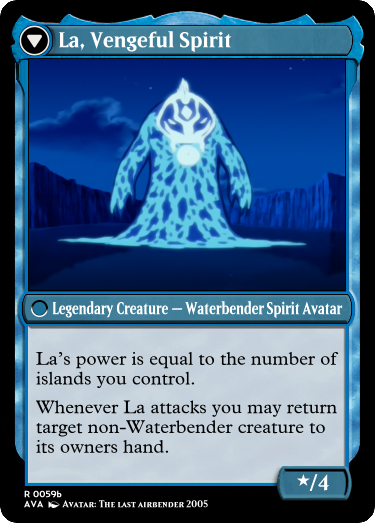 La, Vengeful Spirit
Legendary Creature — Waterbender Spirit Avatar
La's power is equal to the number of
islands you control.
Whenever La attacks you may return
target non-Waterbender creature to
its owners hand.
★/4
R 0059b
AVA Avatar: The last airbender 2005